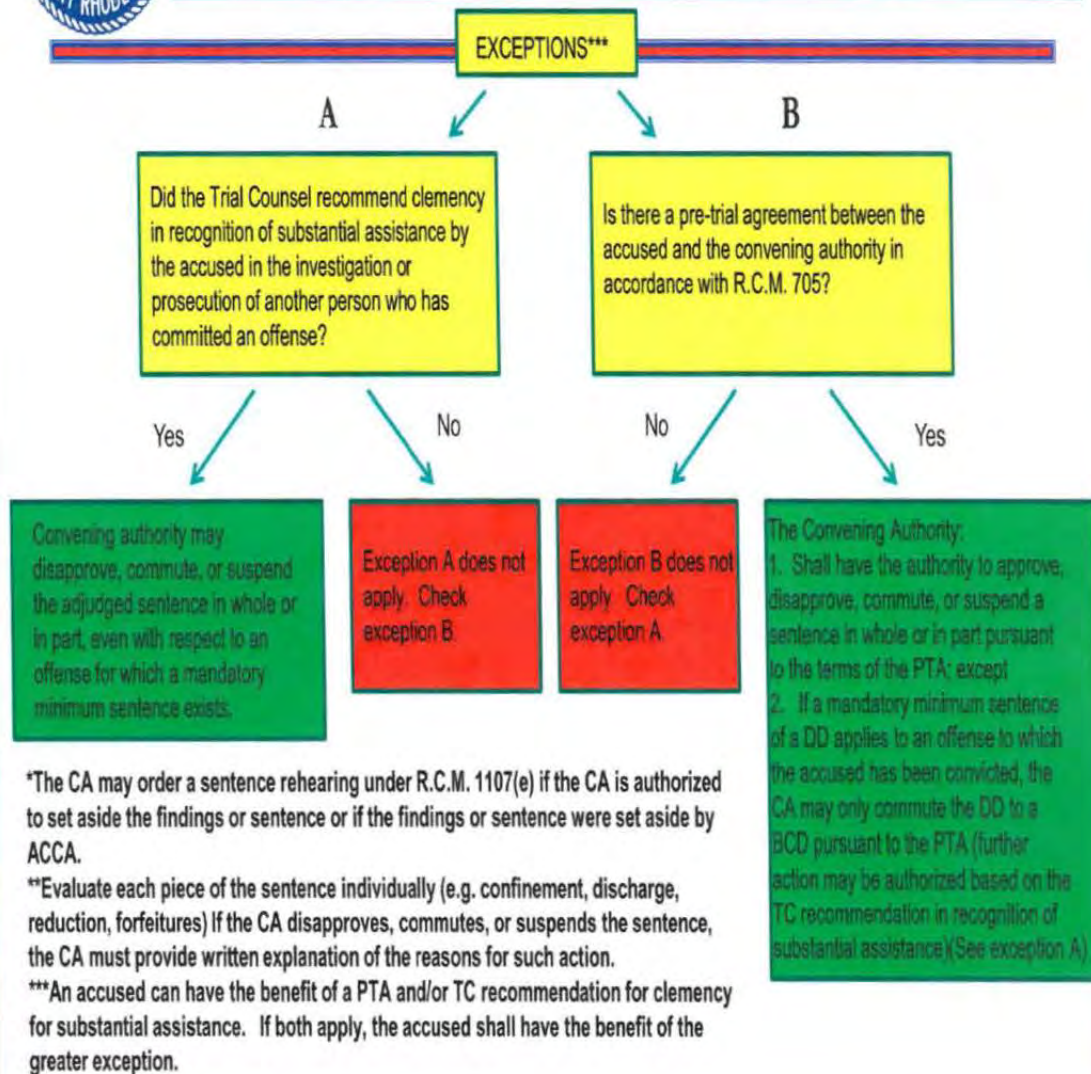 RHODE
EXCEPTIONS***
A
B
Did the Trial Counsel recommend clemency
in recognition of substantial assistance by
the accused in the investigation or
prosecution of another person who has
committed an offense?
Is there a pre-trial agreement between the
accused and the convening authority in
accordance with R.C.M. 705?
Yes
No
No
Yes
Convening authority may
disapprove, commute, or suspend
the adjudged sentence in whole or
in part, even with respect to an
offense for which a mandatory
minimum sentence exists.
Exception A does not
apply. Check
exception B.
Exception B does not
apply. Check
exception A.
The Convening Authority:
1. Shall have the authority to approve,
disapprove, commute, or suspend a
sentence in whole or in part pursuant
to the terms of the PTA; except
2. If a mandatory minimum sentence
of a DD applies to an offense to which
the accused has been convicted, the
CA may only commute the DD to a
BCD pursuant to the PTA (further
action may be authorized based on the
TC recommendation in recognition of
substantial assistance)(See exception A)
*The CA may order a sentence rehearing under R.C.M. 1107(e) if the CA is authorized
to set aside the findings or sentence or if the findings or sentence were set aside by
ACCA.
**Evaluate each piece of the sentence individually (e.g. confinement, discharge,
reduction, forfeitures) If the CA disapproves, commutes, or suspends the sentence,
the CA must provide written explanation of the reasons for such action.
***An accused can have the benefit of a PTA and/or TC recommendation for clemency
for substantial assistance. If both apply, the accused shall have the benefit of the
greater exception.